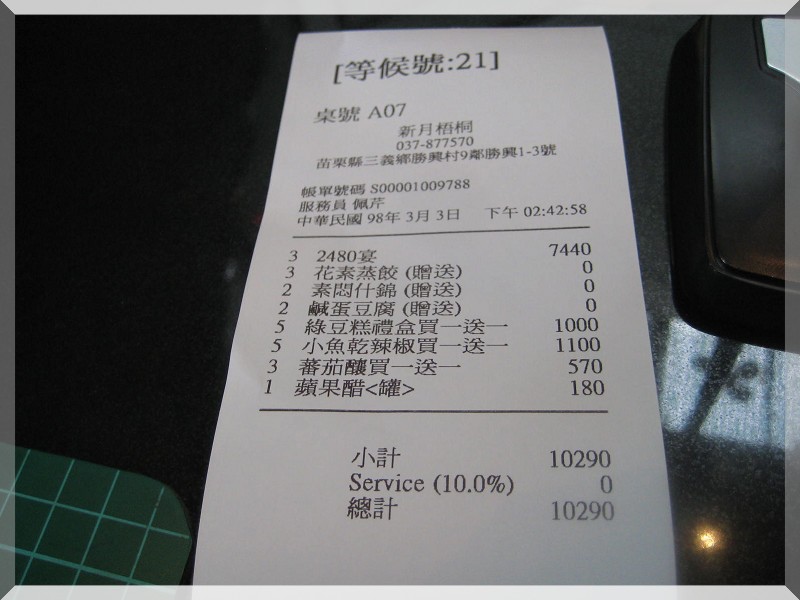 [等候號:21]
桌號 A07
新月梧桐
037-877570
苗栗縣三義鄉勝興村9鄰勝興1-3號
帳單號碼 S00001009788
服務員 佩芹
中華民國 98年 3月 3日 下午 02:42:58
3 2480宴 7440
3 花素蒸餃 (贈送) 0
2 素悶什錦 (贈送) 0
2 鹹蛋豆腐 (贈送) 0
5 綠豆糕禮盒買一送一 1000
5 小魚乾辣椒買一送一 1100
3 蕃茄釀買一送一 570
1 蘋果醋<罐> 180
小計 10290
Service (10.0%) 0
總計 10290